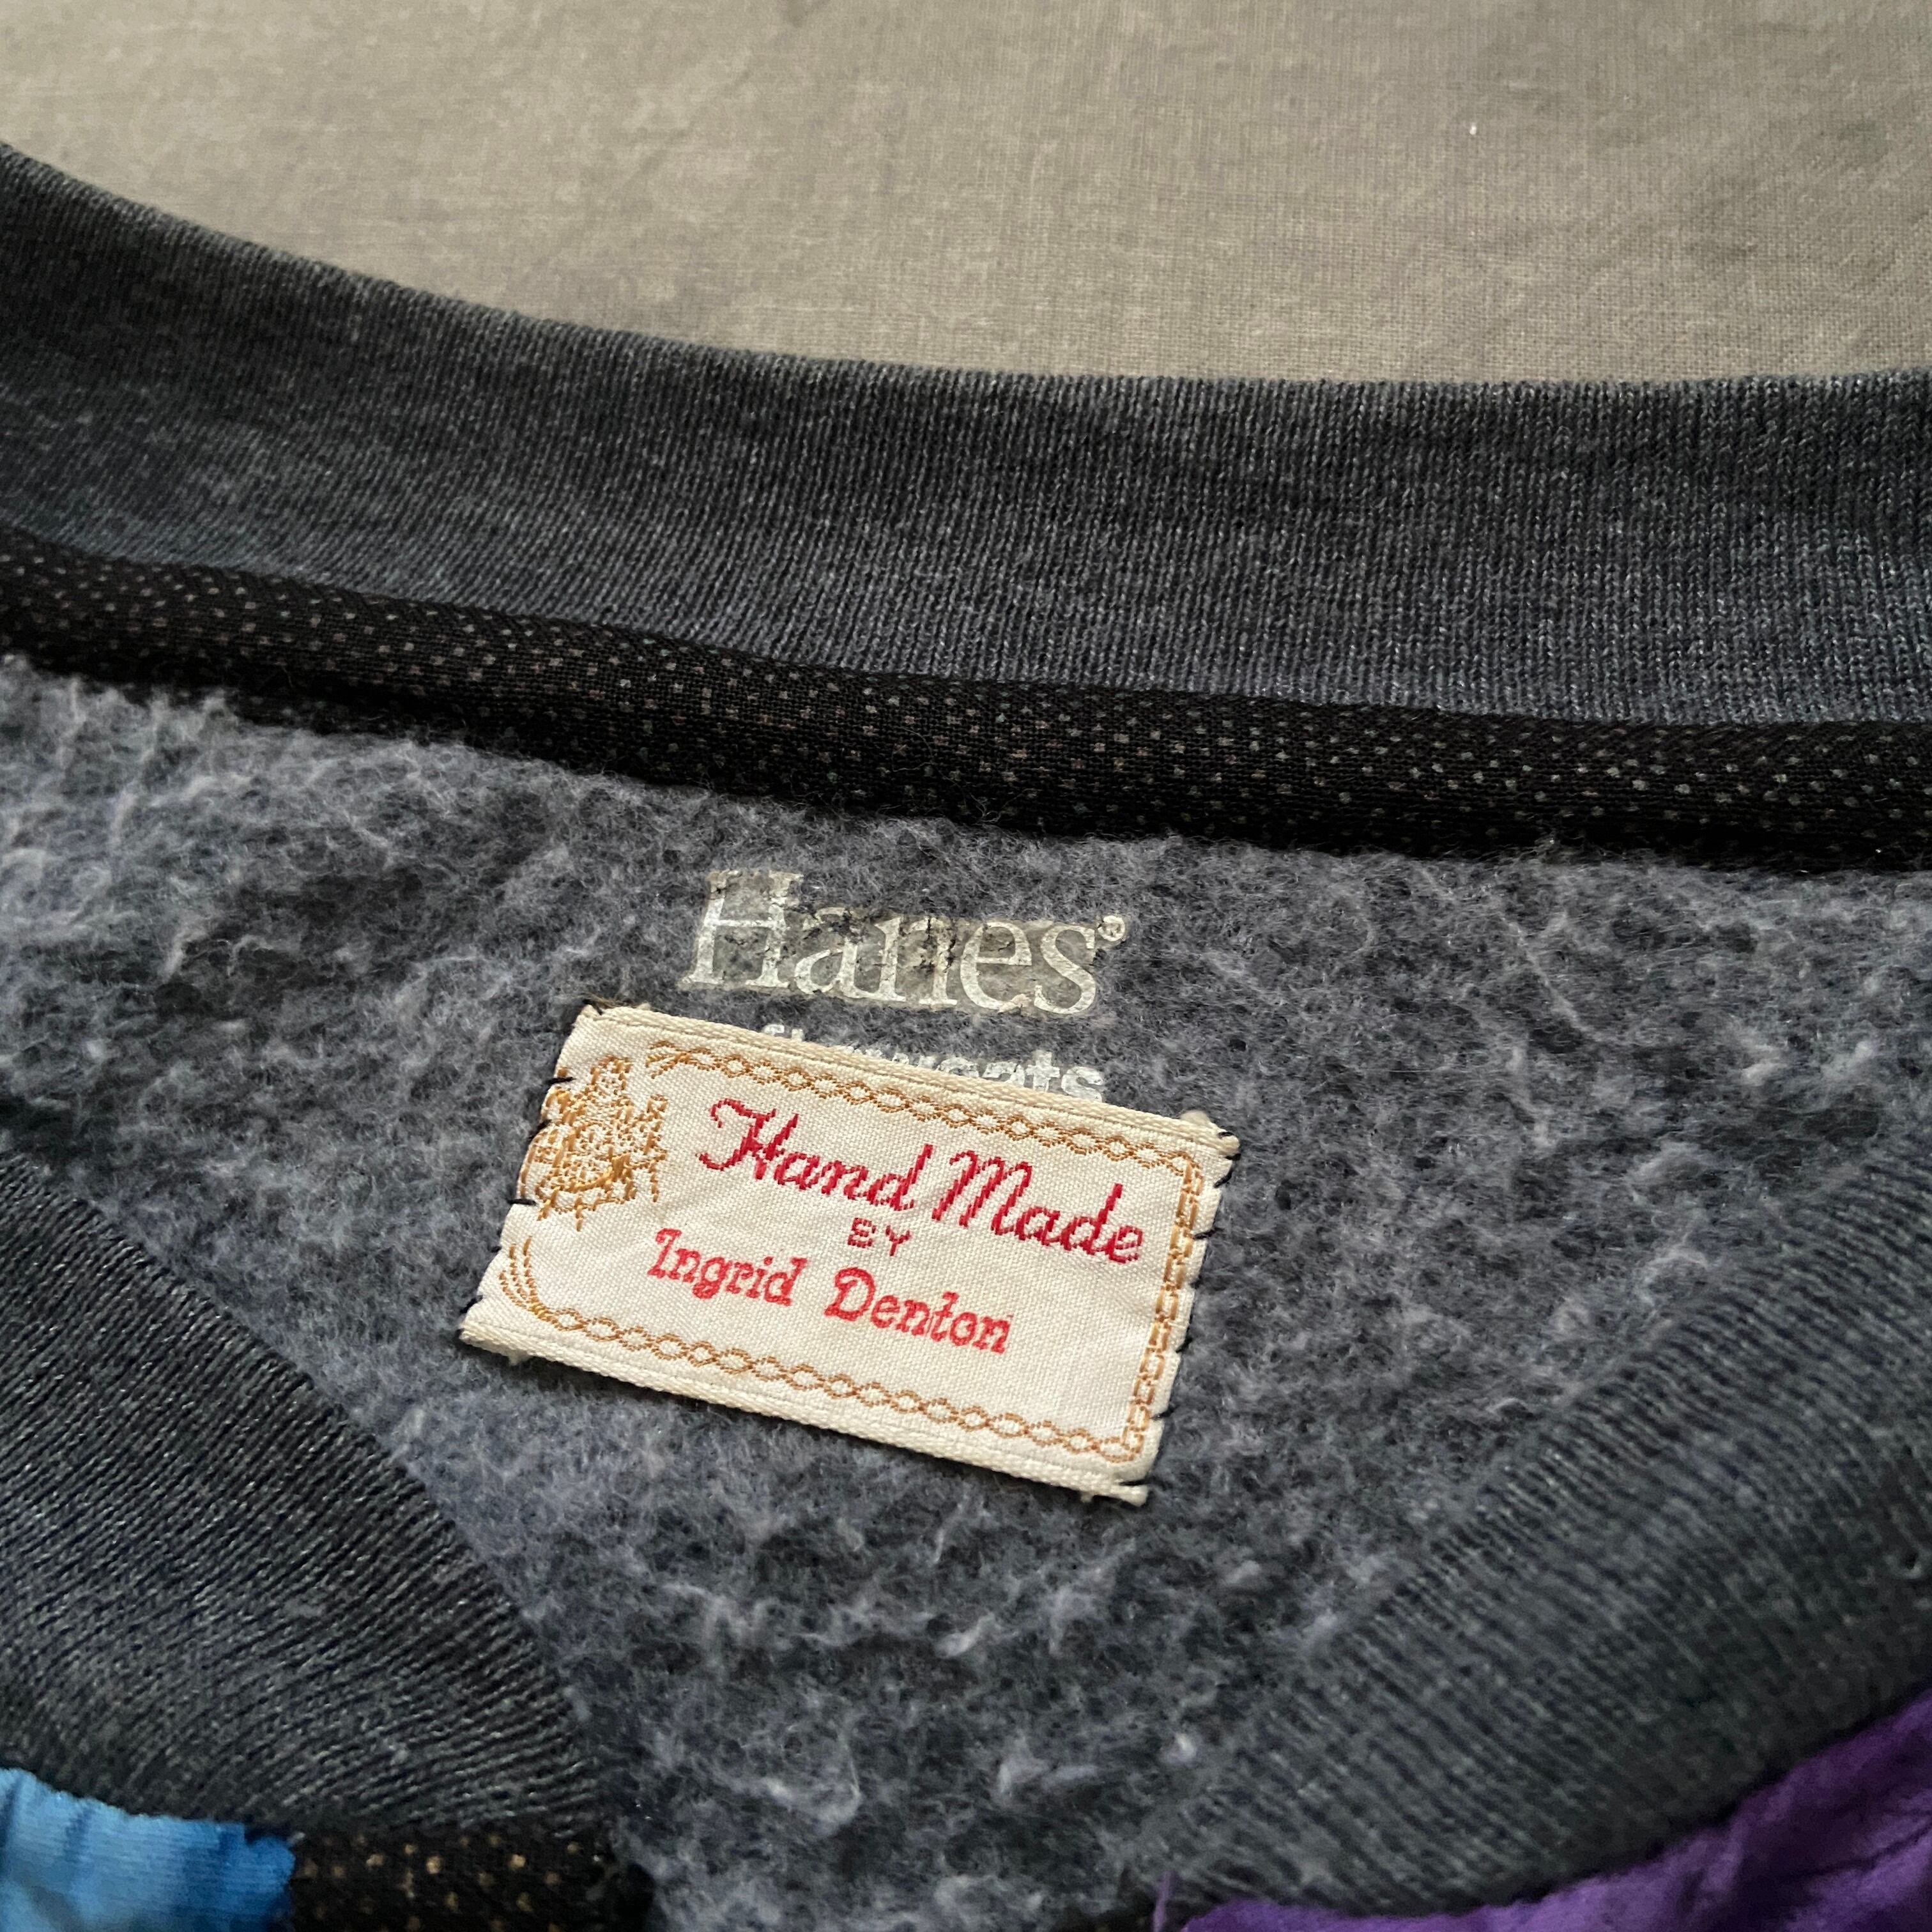 Hanes®
Hand Made
BY
Ingrid Denton